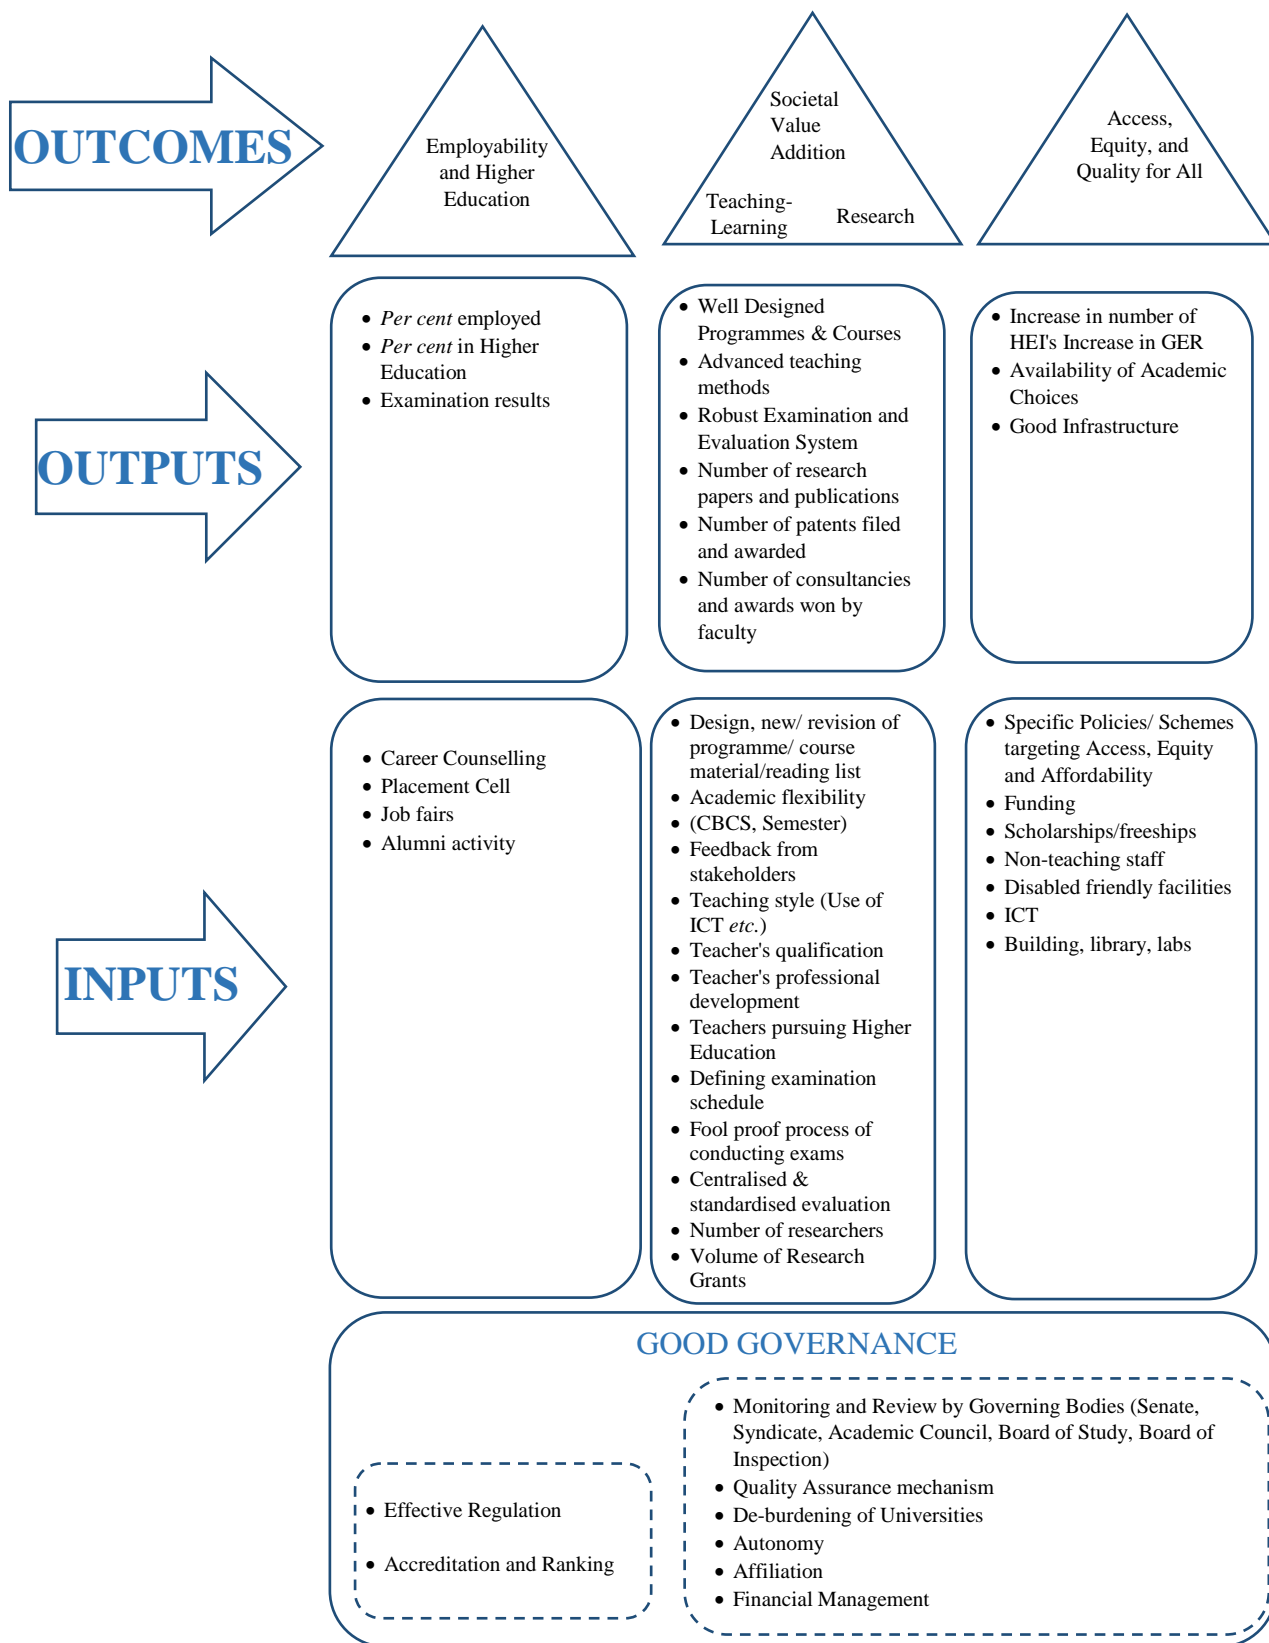 OUTCOMES
Employability
and Higher
Education
Societal
Value
Addition
Teaching-
Learning
Research
Access,
Equity, and
Quality for All
OUTPUTS
• Per cent employed
• Per cent in Higher
Education
• Examination results
• Well Designed
Programmes & Courses
• Advanced teaching
methods
• Robust Examination and
Evaluation System
• Number of research
papers and publications
• Number of patents filed
and awarded
• Number of consultancies
and awards won by
faculty
• Increase in number of
HEI's Increase in GER
• Availability of Academic
Choices
• Good Infrastructure
INPUTS
• Career Counselling
• Placement Cell
• Job fairs
• Alumni activity
• Design, new/ revision of
programme/ course
material/reading list
• Academic flexibility
• (CBCS, Semester)
• Feedback from
stakeholders
• Teaching style (Use of
ICT etc.)
• Teacher's qualification
• Teacher's professional
development
• Teachers pursuing Higher
Education
• Defining examination
schedule
• Fool proof process of
conducting exams
• Centralised &
standardised evaluation
• Number of researchers
• Volume of Research
Grants
• Specific Policies/ Schemes
targeting Access, Equity
and Affordability
• Funding
• Scholarships/freeships
• Non-teaching staff
• Disabled friendly facilities
• ICT
• Building, library, labs
GOOD GOVERNANCE
• Effective Regulation
• Accreditation and Ranking
• Monitoring and Review by Governing Bodies (Senate,
Syndicate, Academic Council, Board of Study, Board of
Inspection)
• Quality Assurance mechanism
• De-burdening of Universities
• Autonomy
• Affiliation
• Financial Management